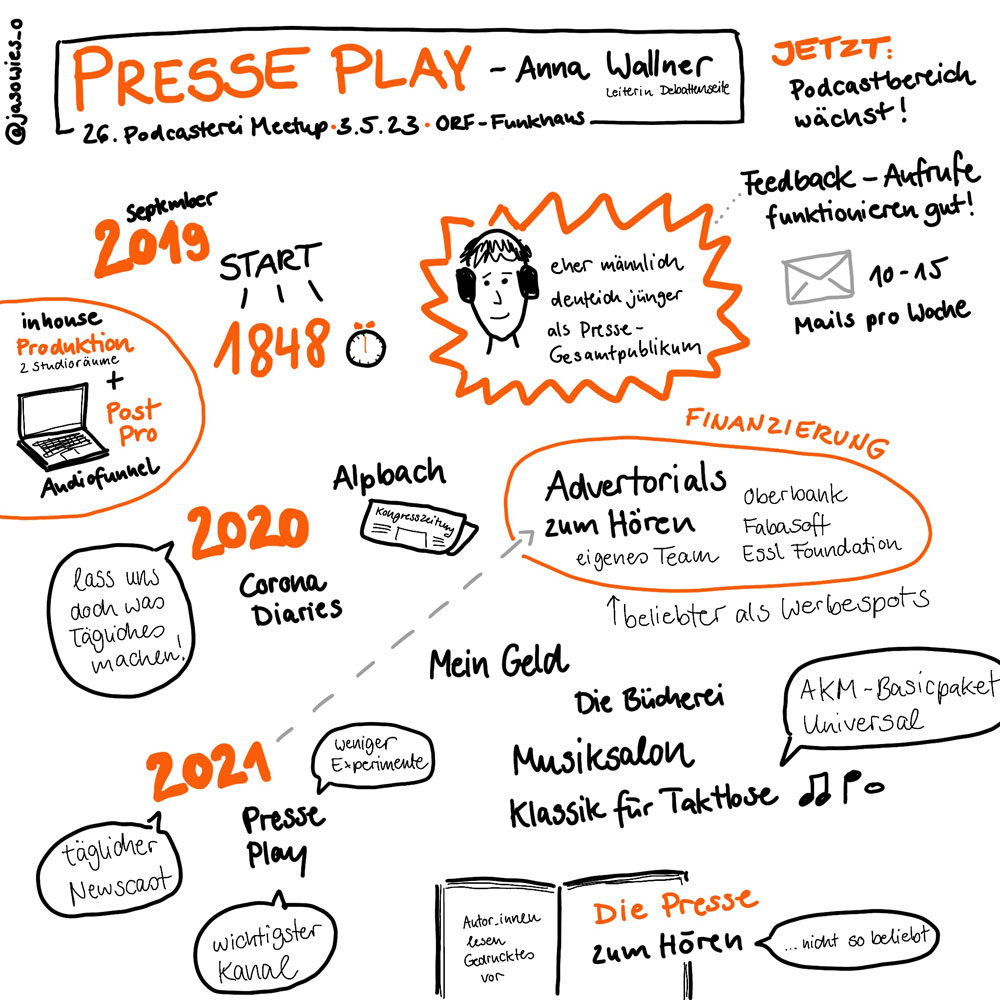 @jasowies_o
PRESSE PLAY - Anna Wallner
Leiterin Debattenseite
26. Podcasterei Meetup · 3.5.23 · ORF-Funkhaus
JETZT:
Podcastbereich
wächst!
Feedback - Aufrufe
funktionieren gut!
10-15
Mails pro Woche
September
2019
START
1848
eher männlich
deutlich jünger
als Presse-
Gesamtpublikum
inhouse
Produktion
2 Studioräume
+
Post
Pro
Audiofunnel
FINANZIERUNG
Advertorials
zum Hören
eigenes Team
Oberbank
Fabasoft
Essl Foundation
↑beliebter als Werbespots
Alpbach
Kongresszeitung
2020
Corona
Diaries
lass uns
doch was
Tägliches
machen!
Mein Geld
Die Bücherei
Musiksalon
Klassik für Taktlose
AKM-Basicpaket
Universal
2021
weniger
Experimente
Presse
Play
täglicher
Newscast
wichtigster
Kanal
Autor_innen
lesen
Gedrucktes
vor
Die Presse
zum Hören
...nicht so beliebt